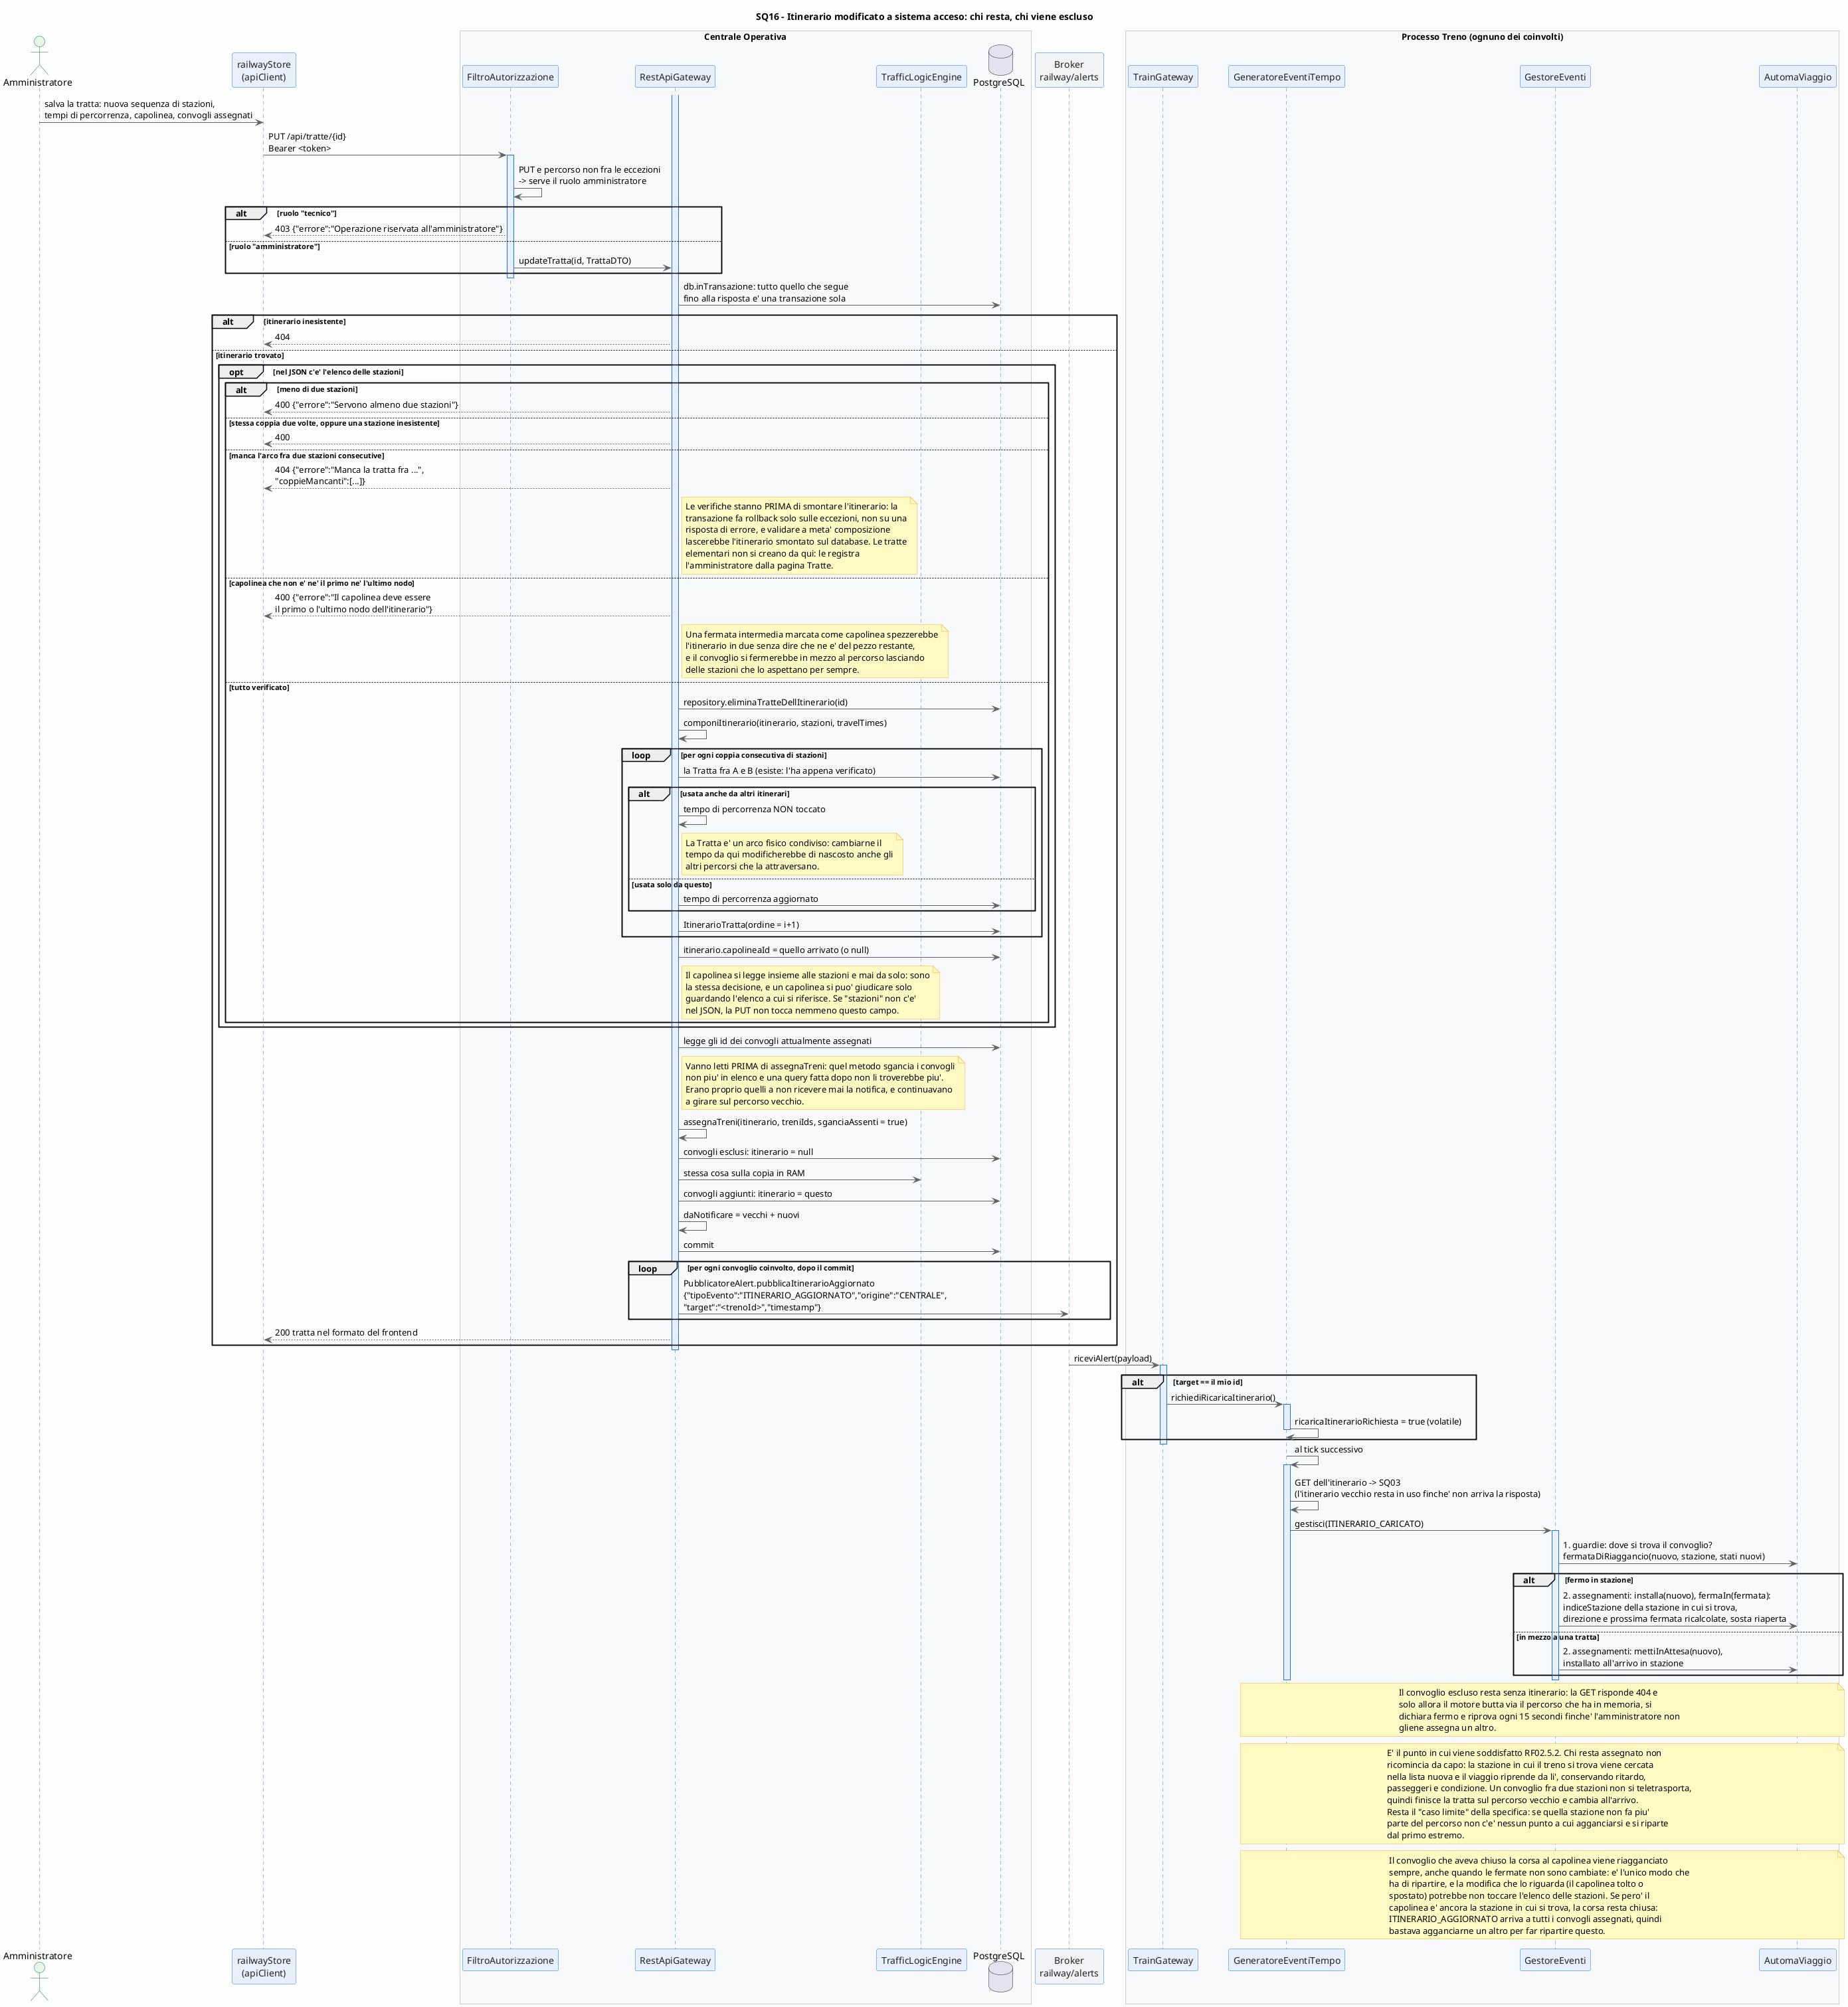 SQ16 - Itinerario modificato a sistema acceso: chi resta, chi viene escluso
Centrale Operativa
Processo Treno (ognuno dei coinvolti)
Amministratore
railwayStore
(apiClient)
FiltroAutorizzazione
RestApiGateway
TrafficLogicEngine
PostgreSQL
Broker
railway/alerts
TrainGateway
GeneratoreEventiTempo
GestoreEventi
AutomaViaggio
salva la tratta: nuova sequenza di stazioni,
tempi di percorrenza, capolinea, convogli assegnati
PUT /api/tratte/{id}
Bearer <token>
PUT e percorso non fra le eccezioni
-> serve il ruolo amministratore
alt [ruolo "tecnico"]
403 {"errore":"Operazione riservata all'amministratore"}
[ruolo "amministratore"]
updateTratta(id, TrattaDTO)
db.inTransazione: tutto quello che segue
fino alla risposta e' una transazione sola
alt [itinerario inesistente]
404
[itinerario trovato]
opt [nel JSON c'e' l'elenco delle stazioni]
alt [meno di due stazioni]
400 {"errore":"Servono almeno due stazioni"}
[stessa coppia due volte, oppure una stazione inesistente]
400
[manca l'arco fra due stazioni consecutive]
404 {"errore":"Manca la tratta fra ...",
"coppieMancanti":[...]}
Le verifiche stanno PRIMA di smontare l'itinerario: la
transazione fa rollback solo sulle eccezioni, non su una
risposta di errore, e validare a meta' composizione
lascerebbe l'itinerario smontato sul database. Le tratte
elementari non si creano da qui: le registra
l'amministratore dalla pagina Tratte.
[capolinea che non e' ne' il primo ne' l'ultimo nodo]
400 {"errore":"Il capolinea deve essere
il primo o l'ultimo nodo dell'itinerario"}
Una fermata intermedia marcata come capolinea spezzerebbe
l'itinerario in due senza dire che ne e' del pezzo restante,
e il convoglio si fermerebbe in mezzo al percorso lasciando
delle stazioni che lo aspettano per sempre.
[tutto verificato]
repository.eliminaTratteDellItinerario(id)
componiItinerario(itinerario, stazioni, travelTimes)
loop [per ogni coppia consecutiva di stazioni]
la Tratta fra A e B (esiste: l'ha appena verificato)
alt [usata anche da altri itinerari]
tempo di percorrenza NON toccato
La Tratta e' un arco fisico condiviso: cambiarne il
tempo da qui modificherebbe di nascosto anche gli
altri percorsi che la attraversano.
[usata solo da questo]
tempo di percorrenza aggiornato
ItinerarioTratta(ordine = i+1)
itinerario.capolineaId = quello arrivato (o null)
Il capolinea si legge insieme alle stazioni e mai da solo: sono
la stessa decisione, e un capolinea si puo' giudicare solo
guardando l'elenco a cui si riferisce. Se "stazioni" non c'e'
nel JSON, la PUT non tocca nemmeno questo campo.
legge gli id dei convogli attualmente assegnati
Vanno letti PRIMA di assegnaTreni: quel metodo sgancia i convogli
non piu' in elenco e una query fatta dopo non li troverebbe piu'.
Erano proprio quelli a non ricevere mai la notifica, e continuavano
a girare sul percorso vecchio.
assegnaTreni(itinerario, treniIds, sganciaAssenti = true)
convogli esclusi: itinerario = null
stessa cosa sulla copia in RAM
convogli aggiunti: itinerario = questo
daNotificare = vecchi + nuovi
commit
loop [per ogni convoglio coinvolto, dopo il commit]
PubblicatoreAlert.pubblicaItinerarioAggiornato
{"tipoEvento":"ITINERARIO_AGGIORNATO","origine":"CENTRALE",
"target":"<trenoId>","timestamp"}
200 tratta nel formato del frontend
riceviAlert(payload)
alt [target == il mio id]
richiediRicaricaItinerario()
ricaricaItinerarioRichiesta = true (volatile)
al tick successivo
GET dell'itinerario -> SQ03
(l'itinerario vecchio resta in uso finche' non arriva la risposta)
gestisci(ITINERARIO_CARICATO)
1. guardie: dove si trova il convoglio?
fermataDiRiaggancio(nuovo, stazione, stati nuovi)
alt [fermo in stazione]
2. assegnamenti: installa(nuovo), fermaIn(fermata):
indiceStazione della stazione in cui si trova,
direzione e prossima fermata ricalcolate, sosta riaperta
[in mezzo a una tratta]
2. assegnamenti: mettiInAttesa(nuovo),
installato all'arrivo in stazione
Il convoglio escluso resta senza itinerario: la GET risponde 404 e
solo allora il motore butta via il percorso che ha in memoria, si
dichiara fermo e riprova ogni 15 secondi finche' l'amministratore non
gliene assegna un altro.
E' il punto in cui viene soddisfatto RF02.5.2. Chi resta assegnato non
ricomincia da capo: la stazione in cui il treno si trova viene cercata
nella lista nuova e il viaggio riprende da li', conservando ritardo,
passeggeri e condizione. Un convoglio fra due stazioni non si teletrasporta,
quindi finisce la tratta sul percorso vecchio e cambia all'arrivo.
Resta il "caso limite" della specifica: se quella stazione non fa piu'
parte del percorso non c'e' nessun punto a cui agganciarsi e si riparte
dal primo estremo.
Il convoglio che aveva chiuso la corsa al capolinea viene riagganciato
sempre, anche quando le fermate non sono cambiate: e' l'unico modo che
ha di ripartire, e la modifica che lo riguarda (il capolinea tolto o
spostato) potrebbe non toccare l'elenco delle stazioni. Se pero' il
capolinea e' ancora la stazione in cui si trova, la corsa resta chiusa:
ITINERARIO_AGGIORNATO arriva a tutti i convogli assegnati, quindi
bastava agganciarne un altro per far ripartire questo.
Amministratore
railwayStore
(apiClient)
FiltroAutorizzazione
RestApiGateway
TrafficLogicEngine
PostgreSQL
Broker
railway/alerts
TrainGateway
GeneratoreEventiTempo
GestoreEventi
AutomaViaggio